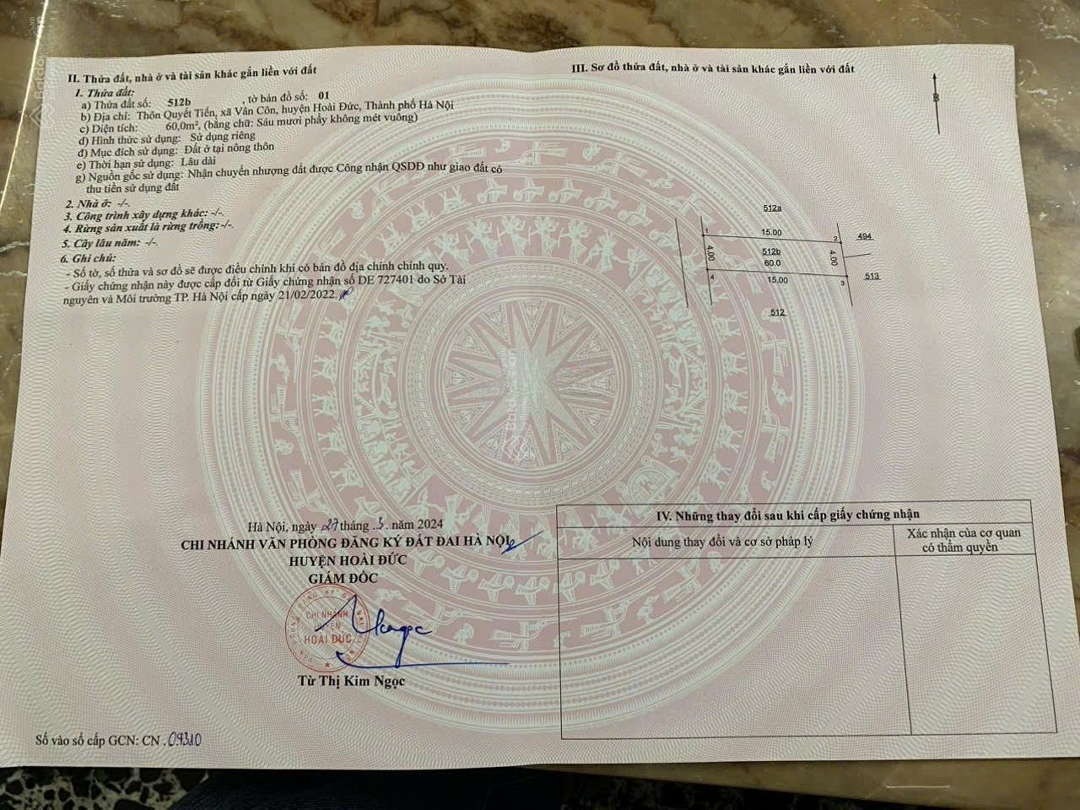 II. Thửa đất, nhà ở và tài sản khác gắn liền với đất
1. Thửa đất:
a) Thửa đất số: 512b , tờ bản đồ số: 01
b) Địa chỉ: Thôn Quyết Tiến, xã Vân Côn, huyện Hoài Đức, Thành phố Hà Nội
c) Diện tích: 60,0m², (bằng chữ: Sáu mươi phẩy không mét vuông)
d) Hình thức sử dụng: Sử dụng riêng
đ) Mục đích sử dụng: Đất ở tại nông thôn
e) Thời hạn sử dụng: Lâu dài
g) Nguồn gốc sử dụng: Nhận chuyển nhượng đất được Công nhận QSDĐ như giao đất có
thu tiền sử dụng đất
2. Nhà ở: -/-.
3. Công trình xây dựng khác: -/-.
4. Rừng sản xuất là rừng trồng: -/-.
5. Cây lâu năm: -/-.
6. Ghi chú:
- Số tờ, số thửa và sơ đồ sẽ được điều chỉnh khi có bản đồ địa chính chính quy.
- Giấy chứng nhận này được cấp đổi từ Giấy chứng nhận số DE 727401 do Sở Tài
nguyên và Môi trường TP. Hà Nội cấp ngày 21/02/2022.
Hà Nội, ngày 27 tháng 3 năm 2024
CHI NHÁNH VĂN PHÒNG ĐĂNG KÝ ĐẤT ĐAI HÀ NỘI
HUYỆN HOÀI ĐỨC
GIÁM ĐỐC
CHI NHÁNH
HUYỆN
HOÀI ĐỨC
Từ Thị Kim Ngọc
Số vào sổ cấp GCN: CN .09310
III. Sơ đồ thửa đất, nhà ở và tài sản khác gắn liền với đất
B
512a
1
15.00
2
494
4.00
512b
60.0
4.00
4
15.00
3
513
512
IV. Những thay đổi sau khi cấp giấy chứng nhận
Nội dung thay đổi và cơ sở pháp lý
Xác nhận của cơ quan
có thẩm quyền